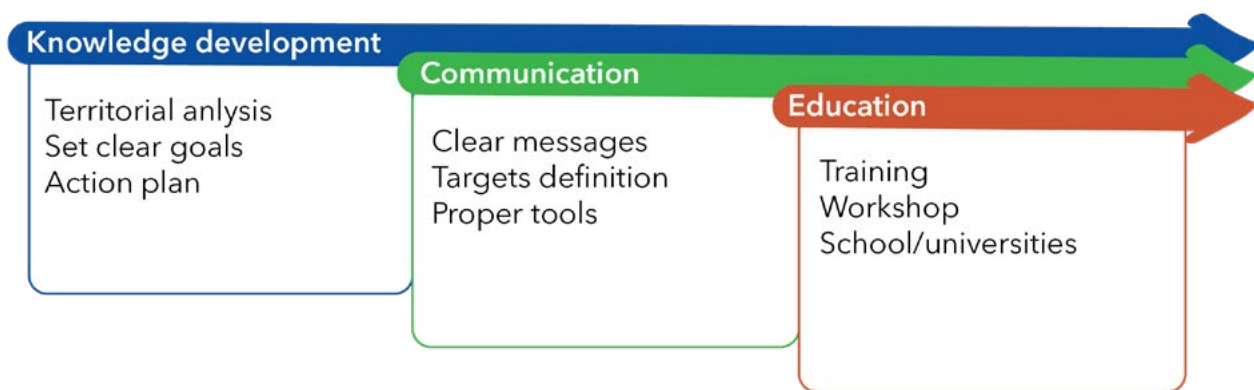 Knowledge development
Territorial anlysis
Set clear goals
Action plan
Communication
Clear messages
Targets definition
Proper tools
Education
Training
Workshop
School/universities